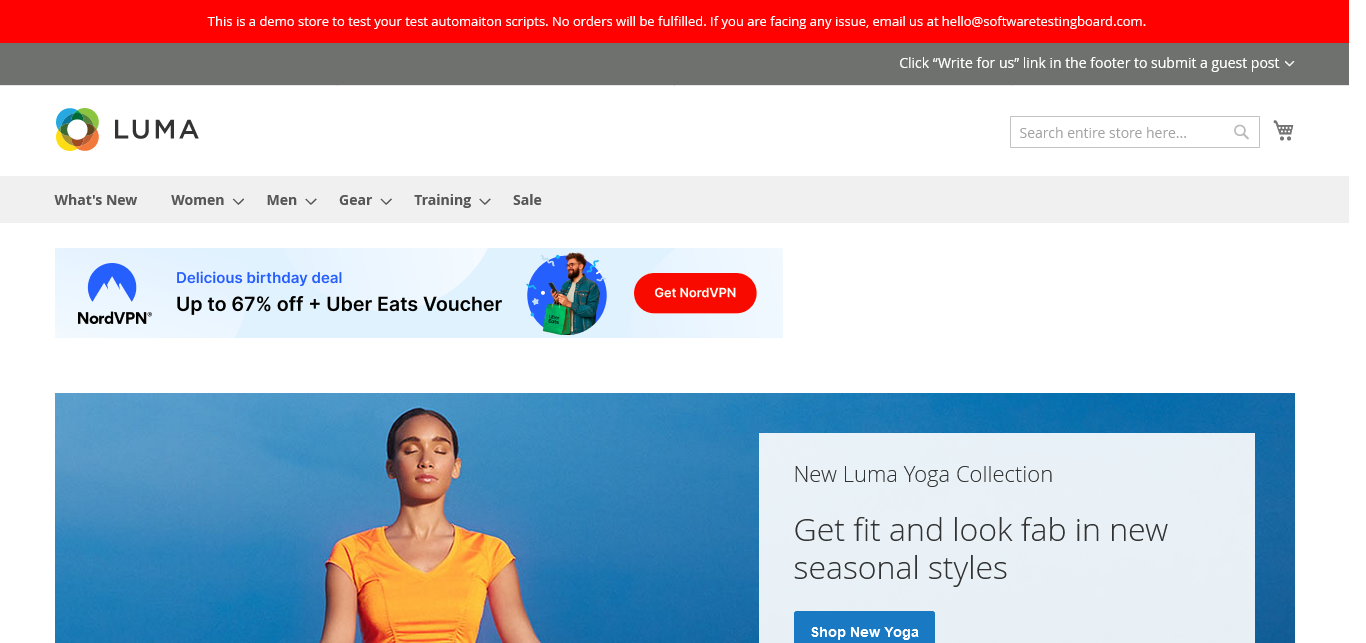 This is a demo store to test your test automaiton scripts. No orders will be fulfilled. If you are facing any issue, email us at hello@softwaretestingboard.com.
Click “Write for us” link in the footer to submit a guest post
LUMA
Search entire store here...
What's New Women Men Gear Training Sale
Delicious birthday deal
Up to 67% off + Uber Eats Voucher
NordVPN®
Uber Eats
Get NordVPN
New Luma Yoga Collection
Get fit and look fab in new
seasonal styles
Shop New Yoga